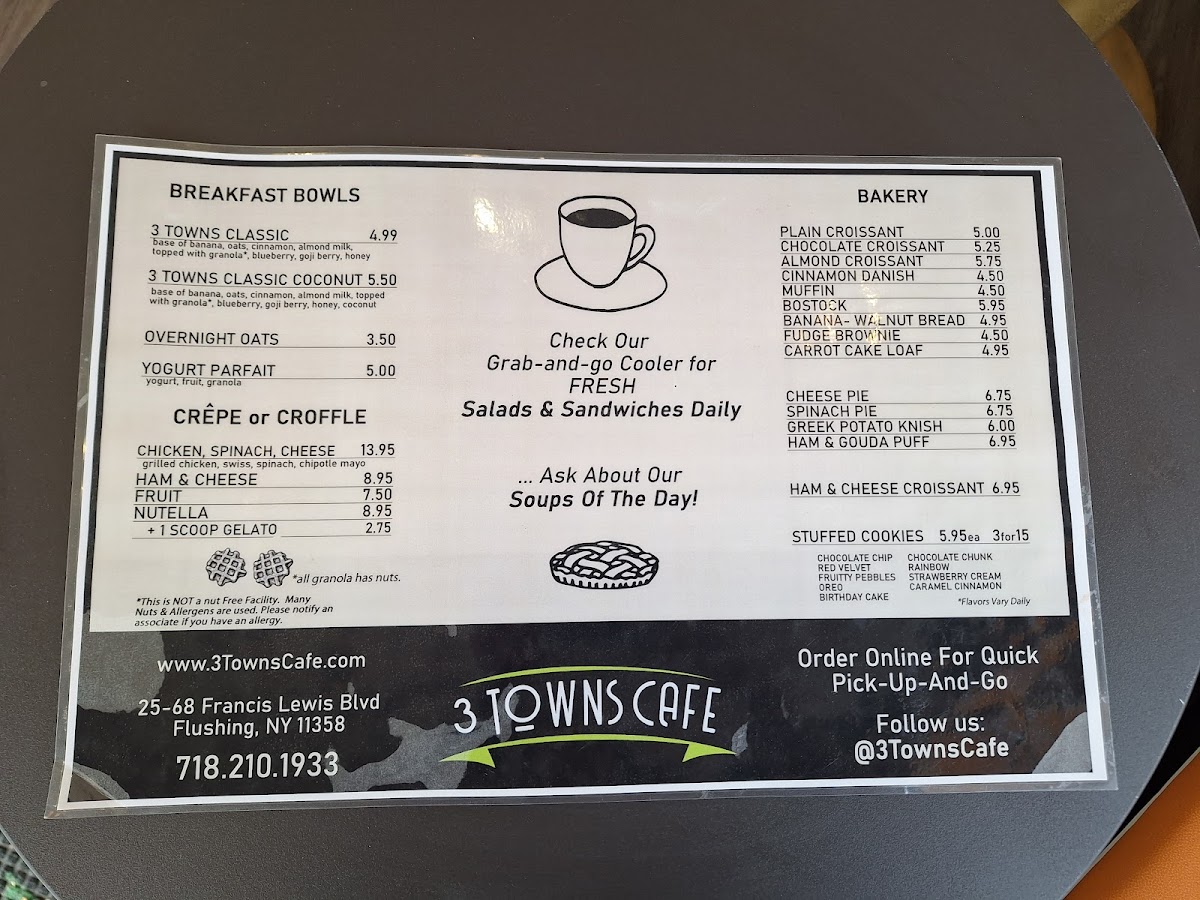 BREAKFAST BOWLS
3 TOWNS CLASSIC 4.99
base of banana, oats, cinnamon, almond milk,
topped with granola*, blueberry, goji berry, honey
3 TOWNS CLASSIC COCONUT 5.50
base of banana, oats, cinnamon, almond milk, topped
with granola*, blueberry, goji berry, honey, coconut
OVERNIGHT OATS 3.50
YOGURT PARFAIT 5.00
yogurt, fruit, granola
CRÊPE or CROFFLE
CHICKEN, SPINACH, CHEESE 13.95
grilled chicken, swiss, spinach, chipotle mayo
HAM & CHEESE 8.95
FRUIT 7.50
NUTELLA 8.95
+ 1 SCOOP GELATO 2.75
*all granola has nuts.
*This is NOT a nut Free Facility. Many
Nuts & Allergens are used. Please notify an
associate if you have an allergy.
Check Our
Grab-and-go Cooler for
FRESH
Salads & Sandwiches Daily
... Ask About Our
Soups Of The Day!
BAKERY
PLAIN CROISSANT 5.00
CHOCOLATE CROISSANT 5.25
ALMOND CROISSANT 5.75
CINNAMON DANISH 4.50
MUFFIN 4.50
BOSTOCK 5.95
BANANA- WALNUT BREAD 4.95
FUDGE BROWNIE 4.50
CARROT CAKE LOAF 4.95
CHEESE PIE 6.75
SPINACH PIE 6.75
GREEK POTATO KNISH 6.00
HAM & GOUDA PUFF 6.95
HAM & CHEESE CROISSANT 6.95
STUFFED COOKIES 5.95ea 3for15
CHOCOLATE CHIP
RED VELVET
FRUITTY PEBBLES
OREO
BIRTHDAY CAKE
CHOCOLATE CHUNK
RAINBOW
STRAWBERRY CREAM
CARAMEL CINNAMON
*Flavors Vary Daily
www.3TownsCafe.com
25-68 Francis Lewis Blvd
Flushing, NY 11358
718.210.1933
3 TOWNS CAFE
Order Online For Quick
Pick-Up-And-Go
Follow us:
@3TownsCafe